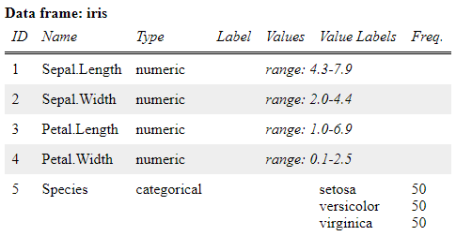 Data frame: iris
ID Name Type Label Values Value Labels Freq.
1 Sepal.Length numeric range: 4.3-7.9
2 Sepal.Width numeric range: 2.0-4.4
3 Petal.Length numeric range: 1.0-6.9
4 Petal.Width numeric range: 0.1-2.5
5 Species categorical setosa 50
versicolor 50
virginica 50